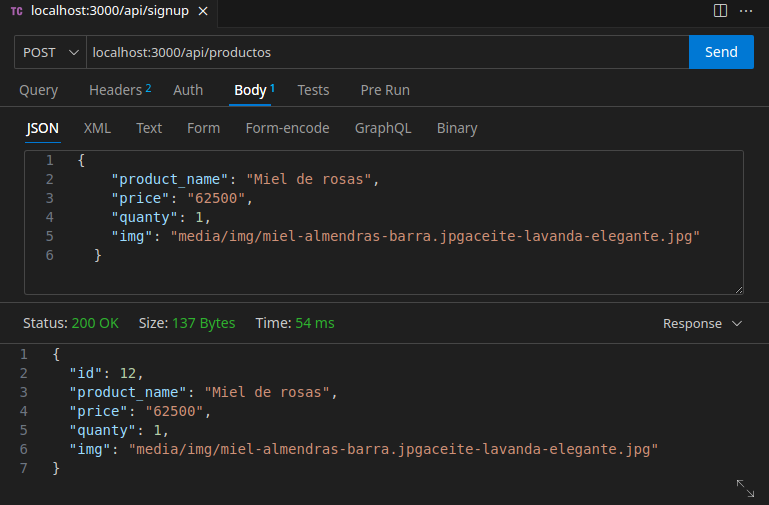 TC localhost:3000/api/signup ×
POST localhost:3000/api/productos Send
Query Headers 2 Auth Body 1 Tests Pre Run
JSON XML Text Form Form-encode GraphQL Binary
1 {
2 "product_name": "Miel de rosas",
3 "price": "62500",
4 "quanty": 1,
5 "img": "media/img/miel-almendras-barra.jpgaceite-lavanda-elegante.jpg"
6 }
Status: 200 OK Size: 137 Bytes Time: 54 ms Response
1 {
2 "id": 12,
3 "product_name": "Miel de rosas",
4 "price": "62500",
5 "quanty": 1,
6 "img": "media/img/miel-almendras-barra.jpgaceite-lavanda-elegante.jpg"
7 }